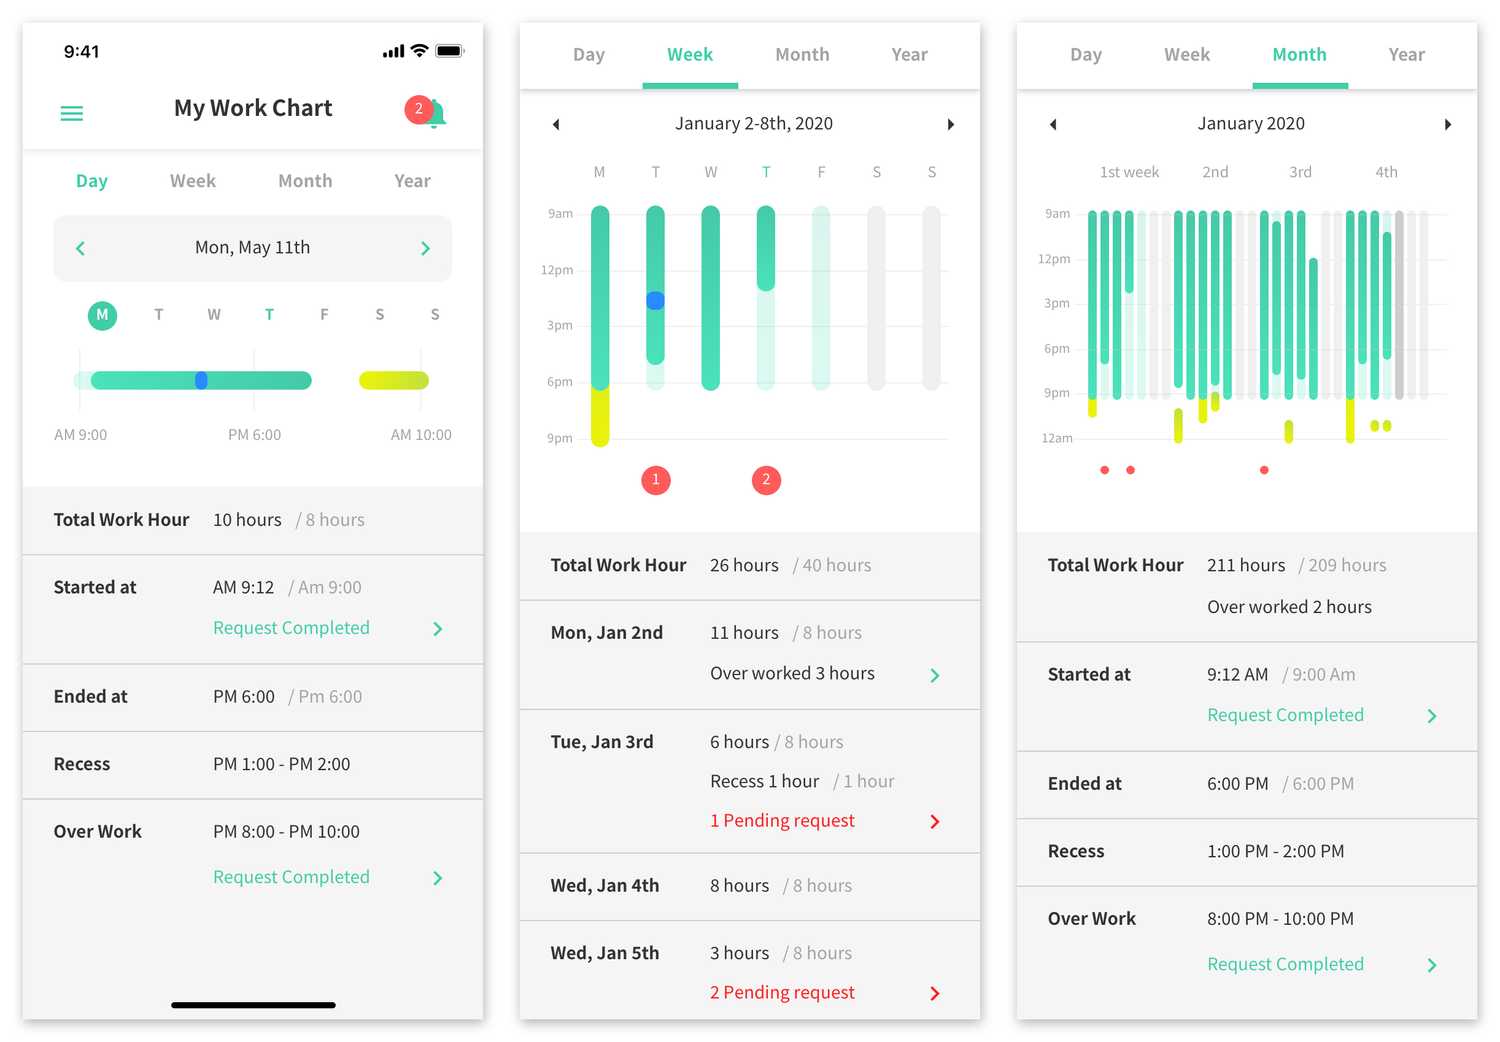 9:41
My Work Chart
2
Day Week Month Year
Mon, May 11th
M T W T F S S
AM 9:00 PM 6:00 AM 10:00
Total Work Hour 10 hours / 8 hours
Started at AM 9:12 / Am 9:00
Request Completed
Ended at PM 6:00 / Pm 6:00
Recess PM 1:00 - PM 2:00
Over Work PM 8:00 - PM 10:00
Request Completed
Day Week Month Year
January 2-8th, 2020
M T W T F S S
9am
12pm
3pm
6pm
9pm
1 2
Total Work Hour 26 hours / 40 hours
Mon, Jan 2nd 11 hours / 8 hours
Over worked 3 hours
Tue, Jan 3rd 6 hours / 8 hours
Recess 1 hour / 1 hour
1 Pending request
Wed, Jan 4th 8 hours / 8 hours
Wed, Jan 5th 3 hours / 8 hours
2 Pending request
Day Week Month Year
January 2020
1st week 2nd 3rd 4th
9am
12pm
3pm
6pm
9pm
12am
Total Work Hour 211 hours / 209 hours
Over worked 2 hours
Started at 9:12 AM / 9:00 Am
Request Completed
Ended at 6:00 PM / 6:00 PM
Recess 1:00 PM - 2:00 PM
Over Work 8:00 PM - 10:00 PM
Request Completed